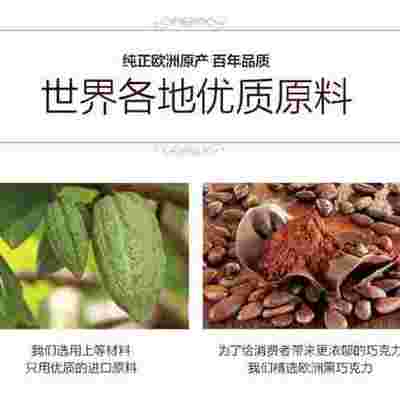 纯正欧洲原产 百年品质
世界各地优质原料
我们选用上等材料
只用优质的进口原料
为了给消费者带来更浓郁的巧克力
我们精选欧洲黑巧克力